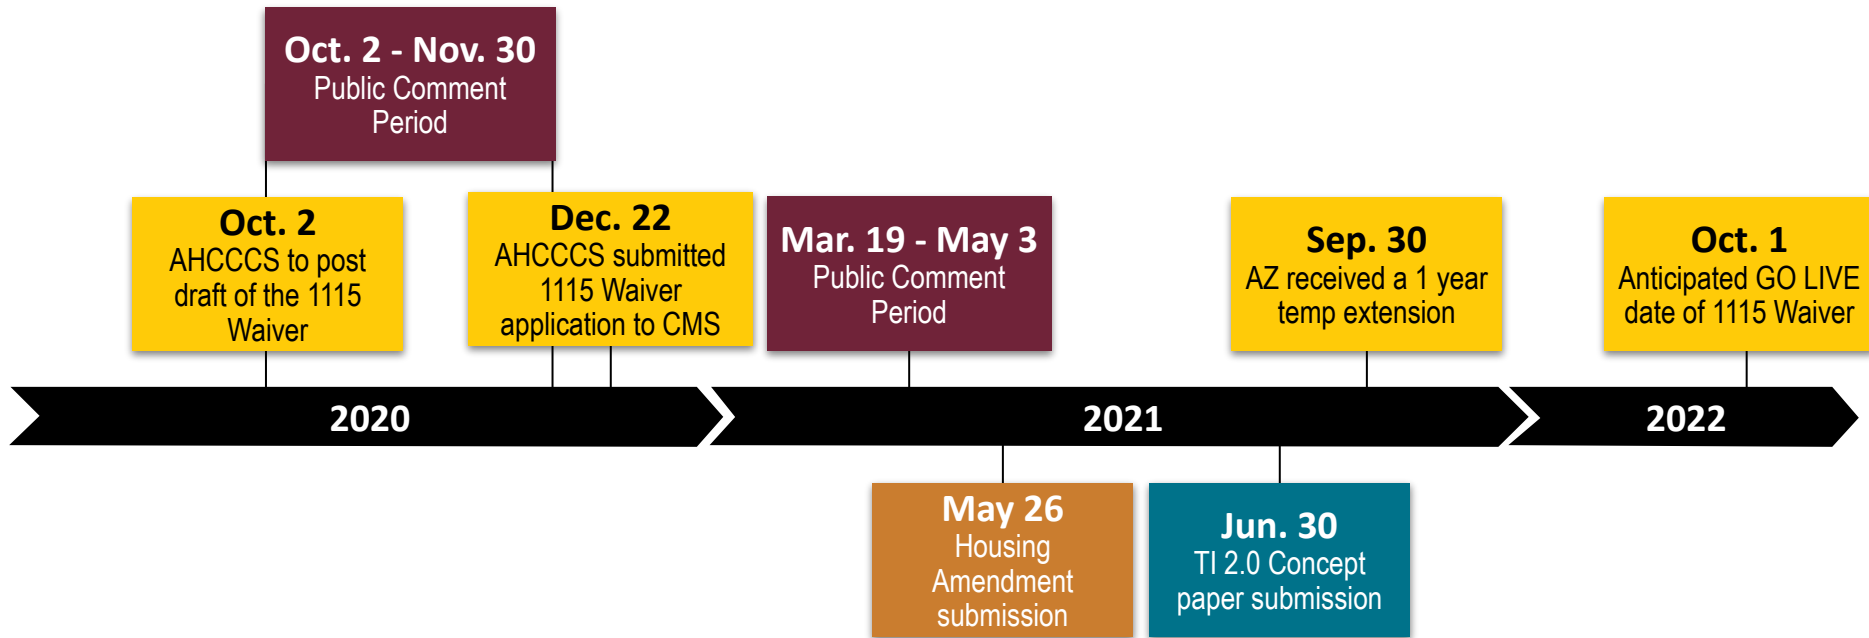 Oct. 2 - Nov. 30
Public Comment
Period
Oct. 2
AHCCCS to post
draft of the 1115
Waiver
Dec. 22
AHCCCS submitted
1115 Waiver
application to CMS
Mar. 19 - May 3
Public Comment
Period
Sep. 30
AZ received a 1 year
temp extension
Oct. 1
Anticipated GO LIVE
date of 1115 Waiver
2020
2021
2022
May 26
Housing
Amendment
submission
Jun. 30
TI 2.0 Concept
paper submission